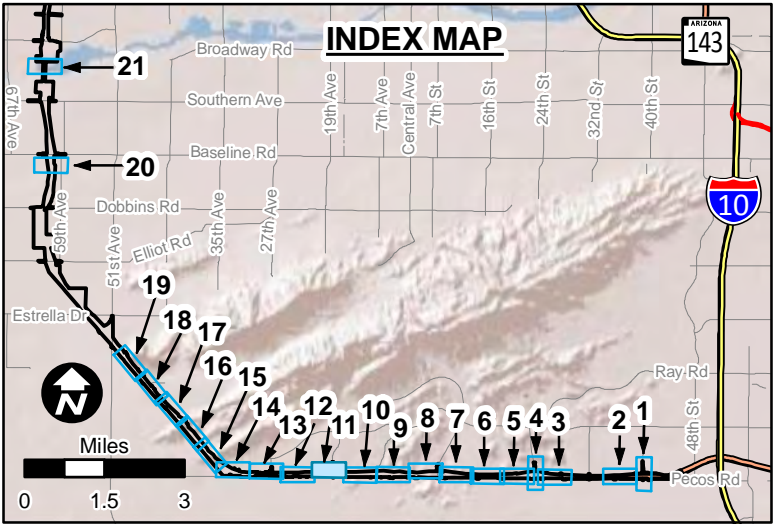 INDEX MAP
ARIZONA
143
Broadway Rd
21
67th Ave
Southern Ave
19th Ave
7th Ave
Central Ave
7th St
16th St
24th St
32nd St
40th St
Baseline Rd
20
10
Dobbins Rd
59th Ave
51st Ave
Elliot Rd
35th Ave
27th Ave
19
Estrella Dr
18
17
16
15
14
13
12
11
10
9
8
7
6
5
4
3
2
1
Ray Rd
48th St
Pecos Rd
N
Miles
0 1.5 3